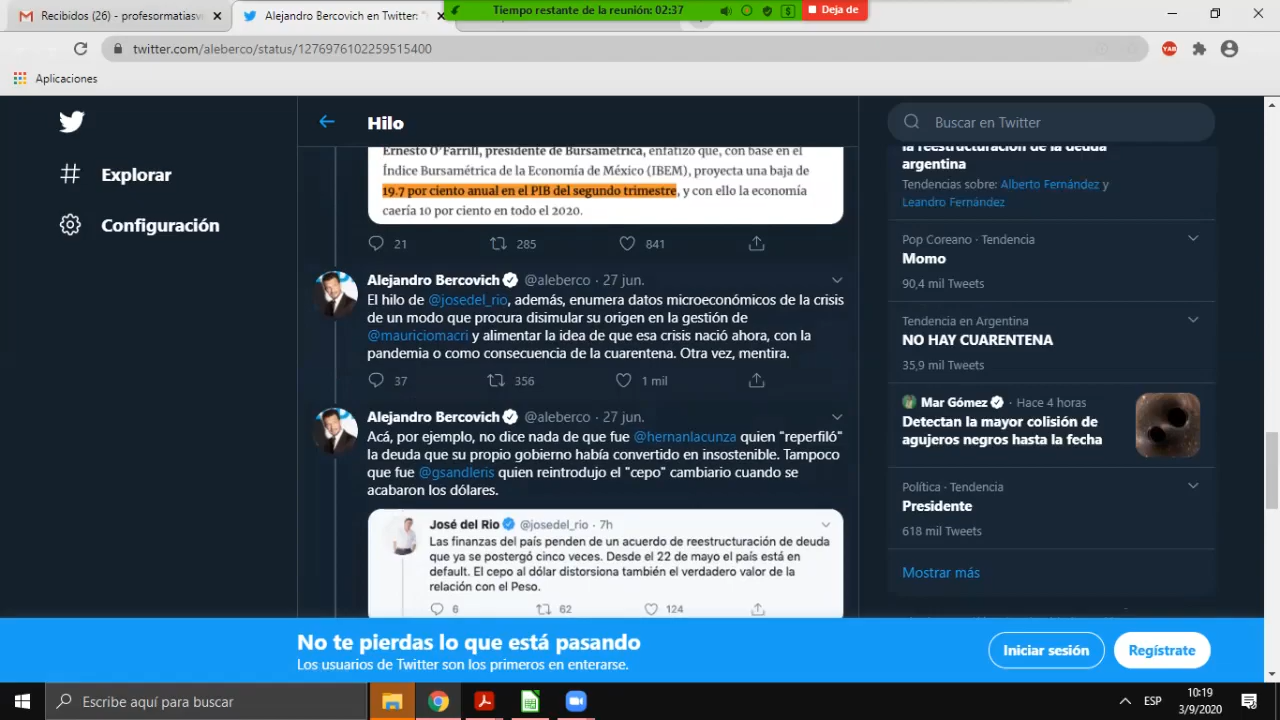 Recibidos (26) - pernatiasv
Alejandro Bercovich en Twitter: "
Tiempo restante de la reunión: 02:37
Deja de
twitter.com/aleberco/status/1276976102259515400
Aplicaciones
Explorar
Configuración
Hilo
Ernesto O'Farrill, presidente de Bursamétrica, enfatizó que, con base en el
Índice Bursamétrica de la Economía de México (IBEM), proyecta una baja de
19.7 por ciento anual en el PIB del segundo trimestre, y con ello la economía
caería 10 por ciento en todo el 2020.
21 285 841
Alejandro Bercovich @aleberco · 27 jun.
El hilo de @josedel_rio, además, enumera datos microeconómicos de la crisis
de un modo que procura disimular su origen en la gestión de
@mauriciomacri y alimentar la idea de que esa crisis nació ahora, con la
pandemia o como consecuencia de la cuarentena. Otra vez, mentira.
37 356 1 mil
Alejandro Bercovich @aleberco · 27 jun.
Acá, por ejemplo, no dice nada de que fue @hernanlacunza quien "reperfiló"
la deuda que su propio gobierno había convertido en insostenible. Tampoco
que fue @gsandleris quien reintrodujo el "cepo" cambiario cuando se
acabaron los dólares.
José del Rio @josedel_rio · 7h
Las finanzas del país penden de un acuerdo de reestructuración de deuda
que ya se postergó cinco veces. Desde el 22 de mayo el país está en
default. El cepo al dólar distorsiona también el verdadero valor de la
relación con el Peso.
6 62 124
Buscar en Twitter
la reestructuración de la deuda
argentina
Tendencias sobre: Alberto Fernández y
Leandro Fernández
Pop Coreano · Tendencia
Momo
90,4 mil Tweets
Tendencia en Argentina
NO HAY CUARENTENA
35,9 mil Tweets
Mar Gómez · Hace 4 horas
Detectan la mayor colisión de
agujeros negros hasta la fecha
Política · Tendencia
Presidente
618 mil Tweets
Mostrar más
No te pierdas lo que está pasando
Los usuarios de Twitter son los primeros en enterarse.
Iniciar sesión
Regístrate
Escribe aquí para buscar
ESP
10:19
3/9/2020